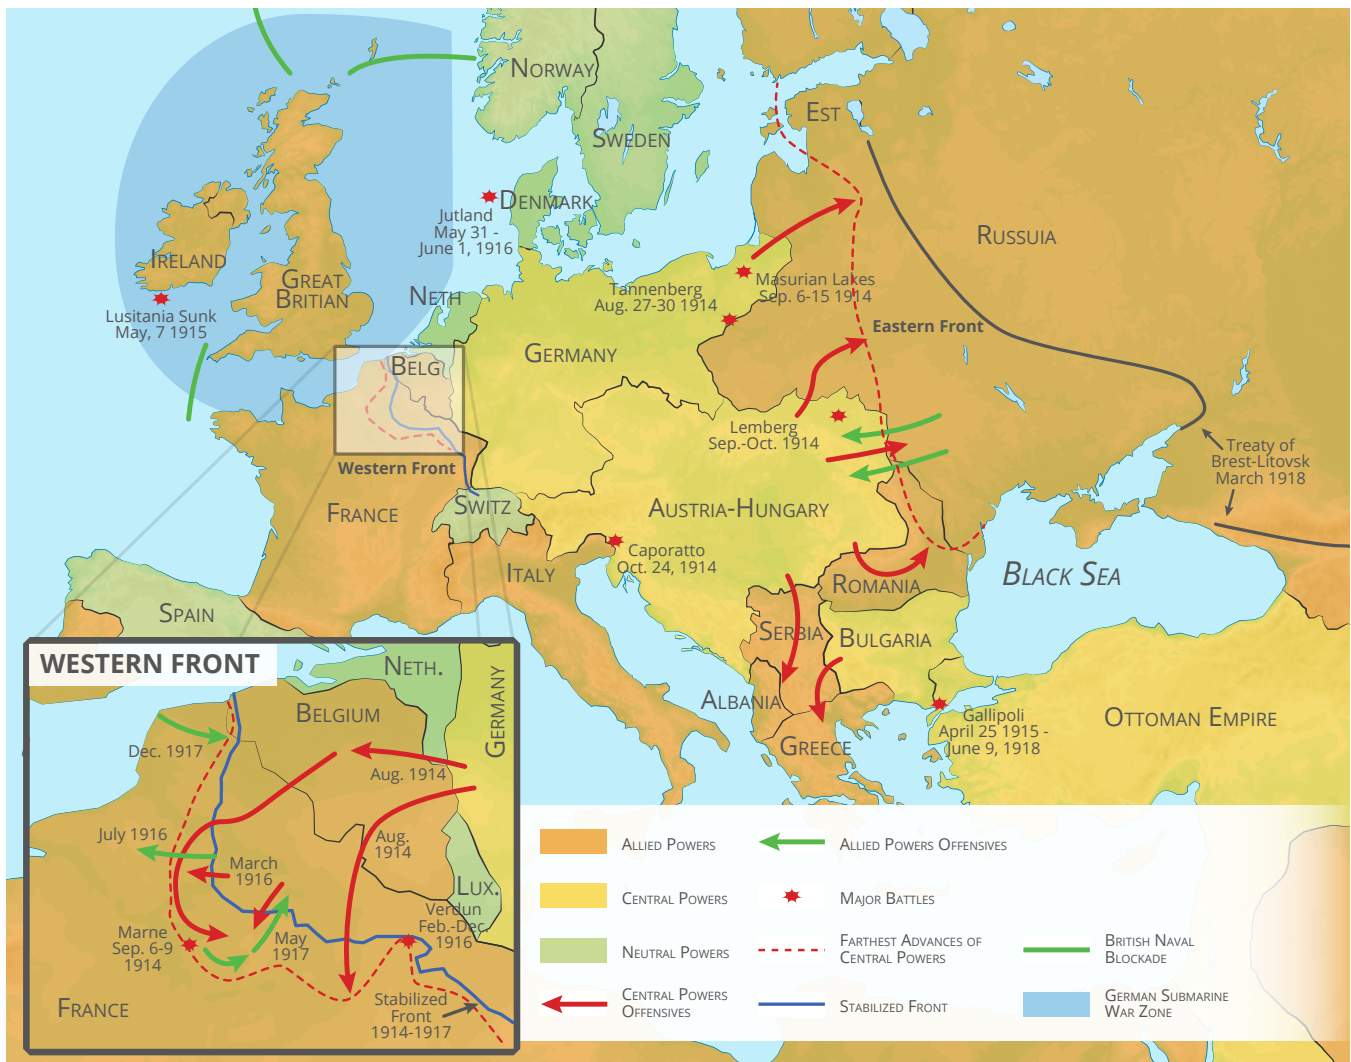 Norway
Sweden
Est
Russuia
Denmark
Jutland
May 31 -
June 1, 1916
Ireland
Great
Britian
Neth
Lusitania Sunk
May, 7 1915
Tannenberg
Aug. 27-30 1914
Masurian Lakes
Sep. 6-15 1914
Eastern Front
Germany
Belg
Lemberg
Sep.-Oct. 1914
Treaty of
Brest-Litovsk
March 1918
Western Front
France
Switz
Austria-Hungary
Caporatto
Oct. 24, 1914
Italy
Romania
Black Sea
Spain
Serbia
Bulgaria
Albania
Greece
Gallipoli
April 25 1915 -
June 9, 1918
Ottoman Empire
WESTERN FRONT
Neth.
Germany
Belgium
Dec. 1917
Aug. 1914
July 1916
Aug.
1914
March
1916
Lux.
Verdun
Feb.-Dec.
1916
Marne
Sep. 6-9
1914
May
1917
France
Stabilized
Front
1914-1917
Allied Powers
Central Powers
Neutral Powers
Central Powers
Offensives
Allied Powers Offensives
Major Battles
Farthest Advances of
Central Powers
Stabilized Front
British Naval
Blockade
German Submarine
War Zone